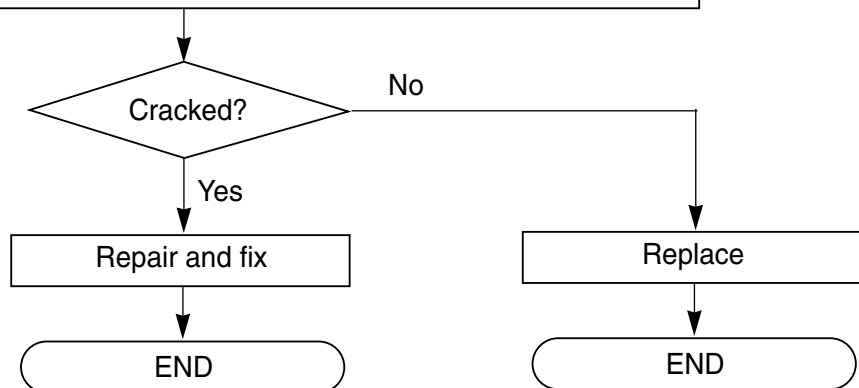 Cracked?
No
Yes
Repair and fix
Replace
END
END